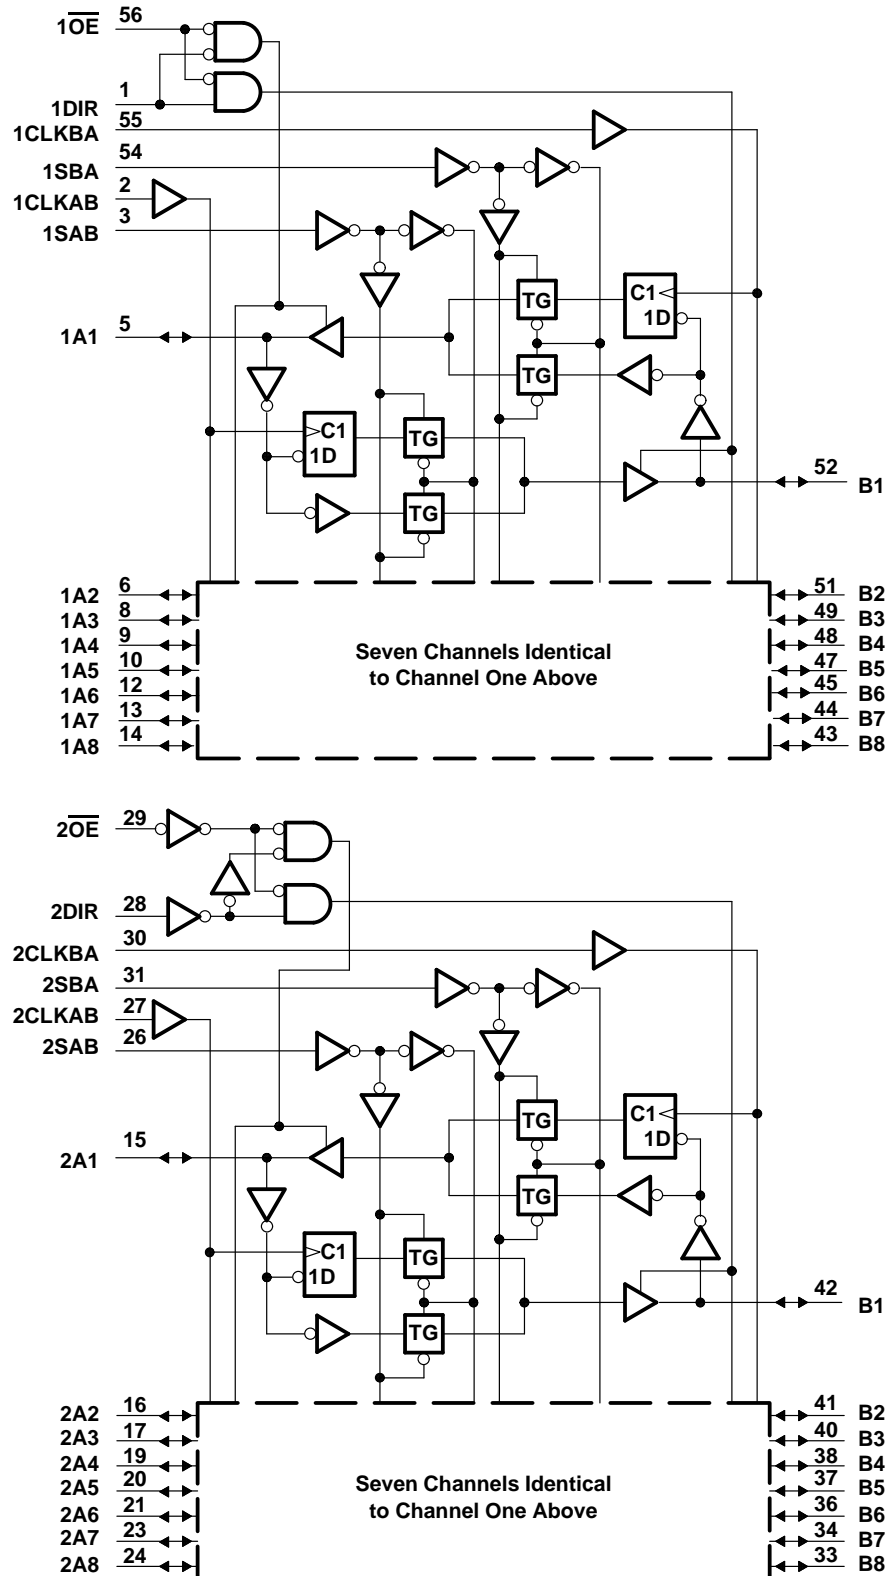 1O̅E̅ 56
1DIR 1
1CLKBA 55
1SBA 54
1CLKAB 2
1SAB 3
TG C1
1D
1A1 5
TG
C1 TG
1D
52 B1
TG
1A2 6 51 B2
1A3 8 49 B3
1A4 9 48 B4
1A5 10 47 B5
1A6 12 45 B6
1A7 13 44 B7
1A8 14 43 B8
Seven Channels Identical
to Channel One Above
2O̅E̅ 29
2DIR 28
2CLKBA 30
2SBA 31
2CLKAB 27
2SAB 26
TG C1
1D
2A1 15
TG
C1 TG
1D
42 B1
TG
2A2 16 41 B2
2A3 17 40 B3
2A4 19 38 B4
2A5 20 37 B5
2A6 21 36 B6
2A7 23 34 B7
2A8 24 33 B8
Seven Channels Identical
to Channel One Above